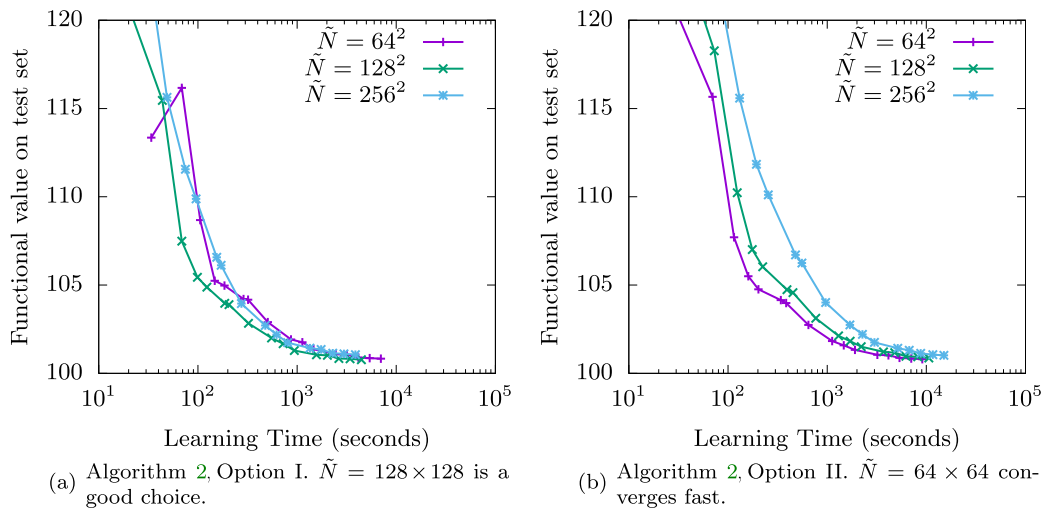 Functional value on test set
120
115
110
105
100
10^1
10^2
10^3
10^4
10^5
Learning Time (seconds)
Ñ = 64^2
Ñ = 128^2
Ñ = 256^2
(a) Algorithm 2, Option I. Ñ = 128 × 128 is a
good choice.
Functional value on test set
120
115
110
105
100
10^1
10^2
10^3
10^4
10^5
Learning Time (seconds)
Ñ = 64^2
Ñ = 128^2
Ñ = 256^2
(b) Algorithm 2, Option II. Ñ = 64 × 64 con-
verges fast.